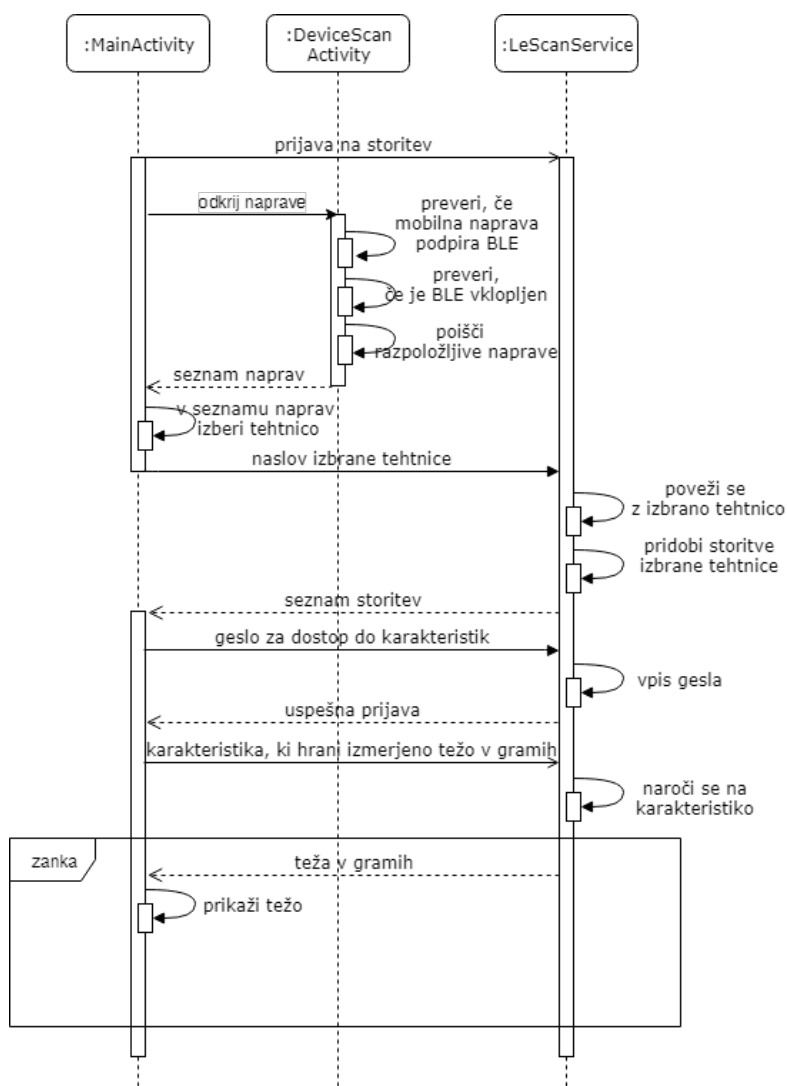 :MainActivity
:DeviceScan
Activity
:LeScanService
prijava na storitev
odkrij naprave
preveri, če
mobilna naprava
podpira BLE
preveri,
če je BLE vklopljen
poišči
razpoložljive naprave
seznam naprav
v seznamu naprav
izberi tehtnico
naslov izbrane tehtnice
poveži se
z izbrano tehtnico
pridobi storitve
izbrane tehtnice
seznam storitev
geslo za dostop do karakteristik
vpis gesla
uspešna prijava
karakteristika, ki hrani izmerjeno težo v gramih
naroči se na
karakteristiko
zanka
teža v gramih
prikaži težo